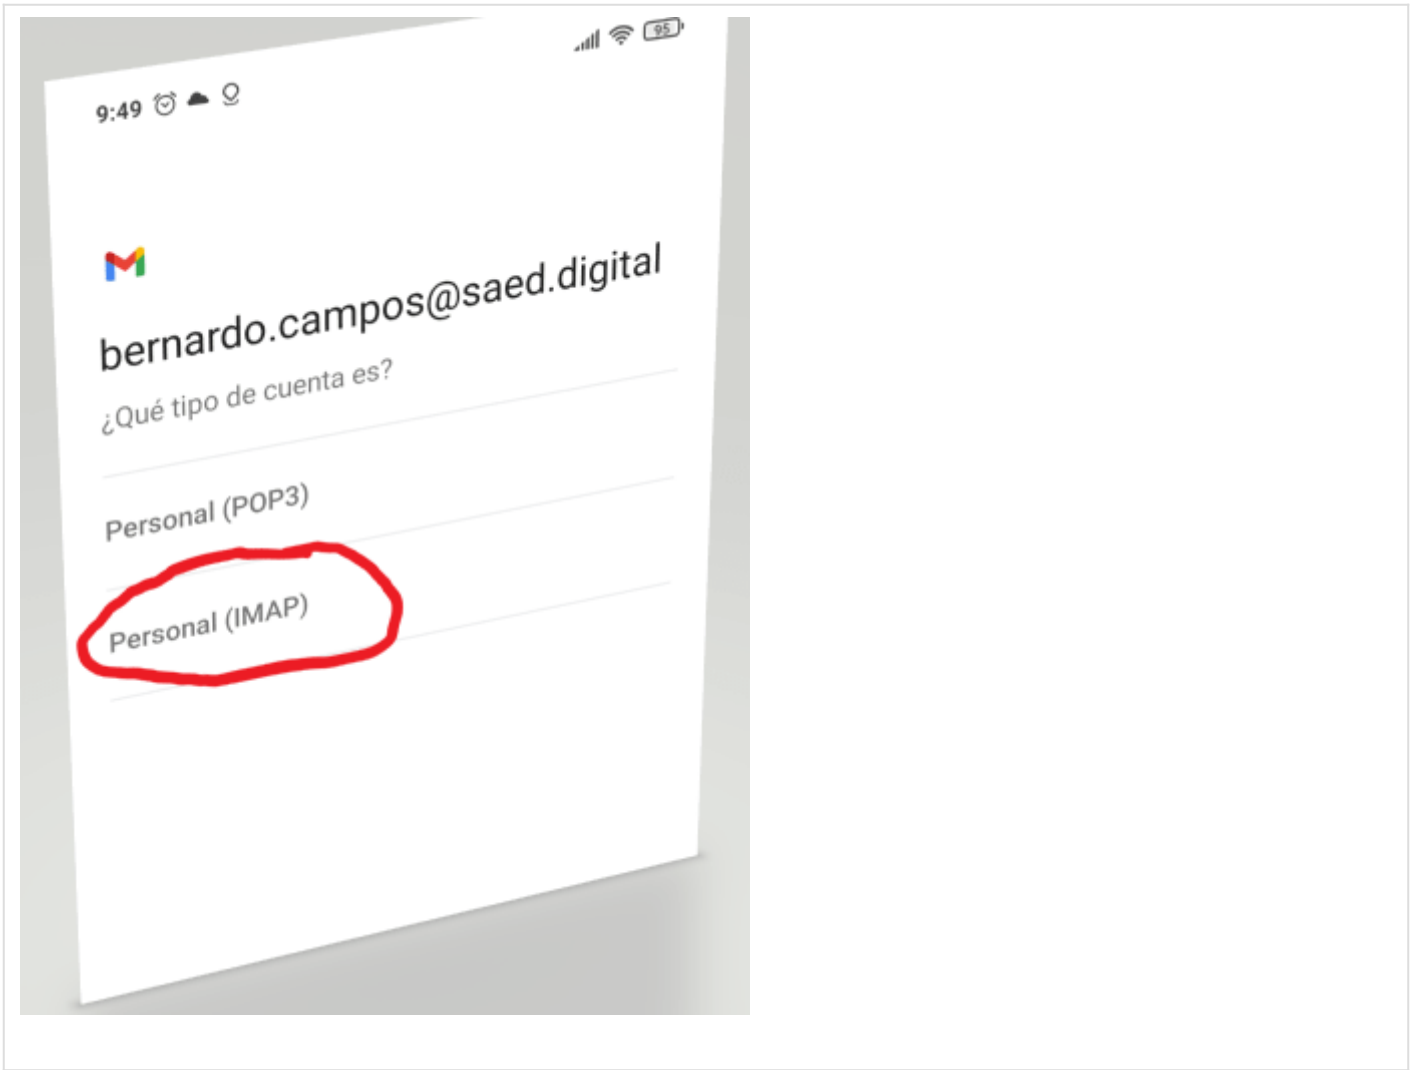 95
9:49
bernardo.campos@saed.digital
¿Qué tipo de cuenta es?
Personal (POP3)
Personal (IMAP)